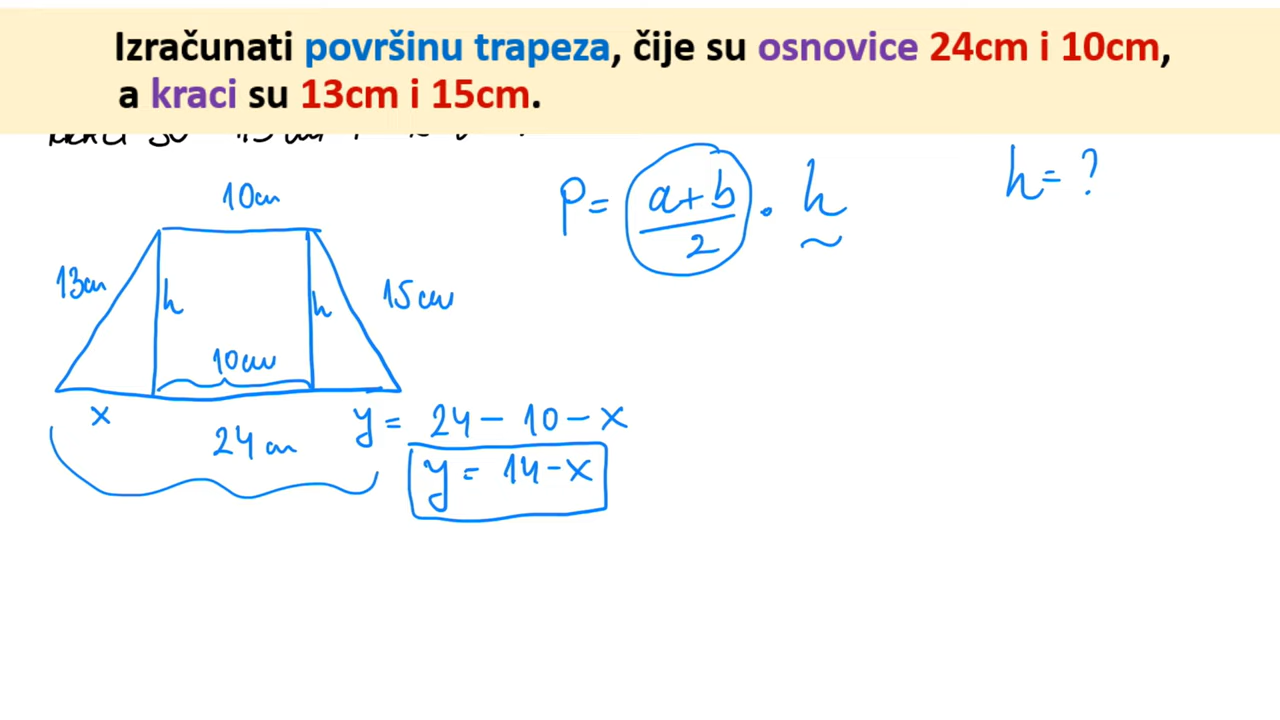 Izračunati površinu trapeza, čije su osnovice 24cm i 10cm,
a kraci su 13cm i 15cm.
10cm
P = a+b/2 · h
h = ?
13cm
h
h
15cm
10cm
x
24cm
y = 24 - 10 - x
y = 14 - x